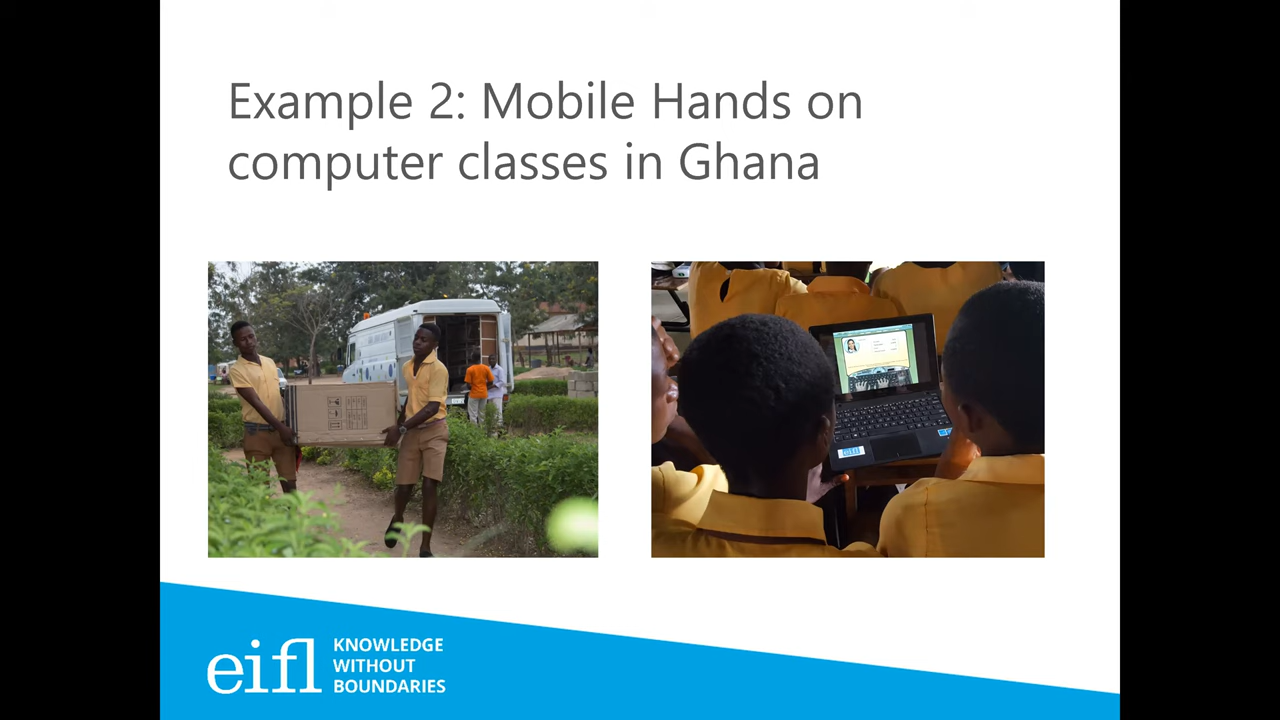 Example 2: Mobile Hands on
computer classes in Ghana
eifl
KNOWLEDGE
WITHOUT
BOUNDARIES